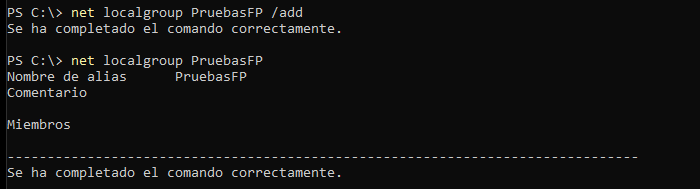 PS C:\> net localgroup PruebasFP /add
Se ha completado el comando correctamente.
PS C:\> net localgroup PruebasFP
Nombre de alias      PruebasFP
Comentario
Miembros
-------------------------------------------------------------------------------
Se ha completado el comando correctamente.